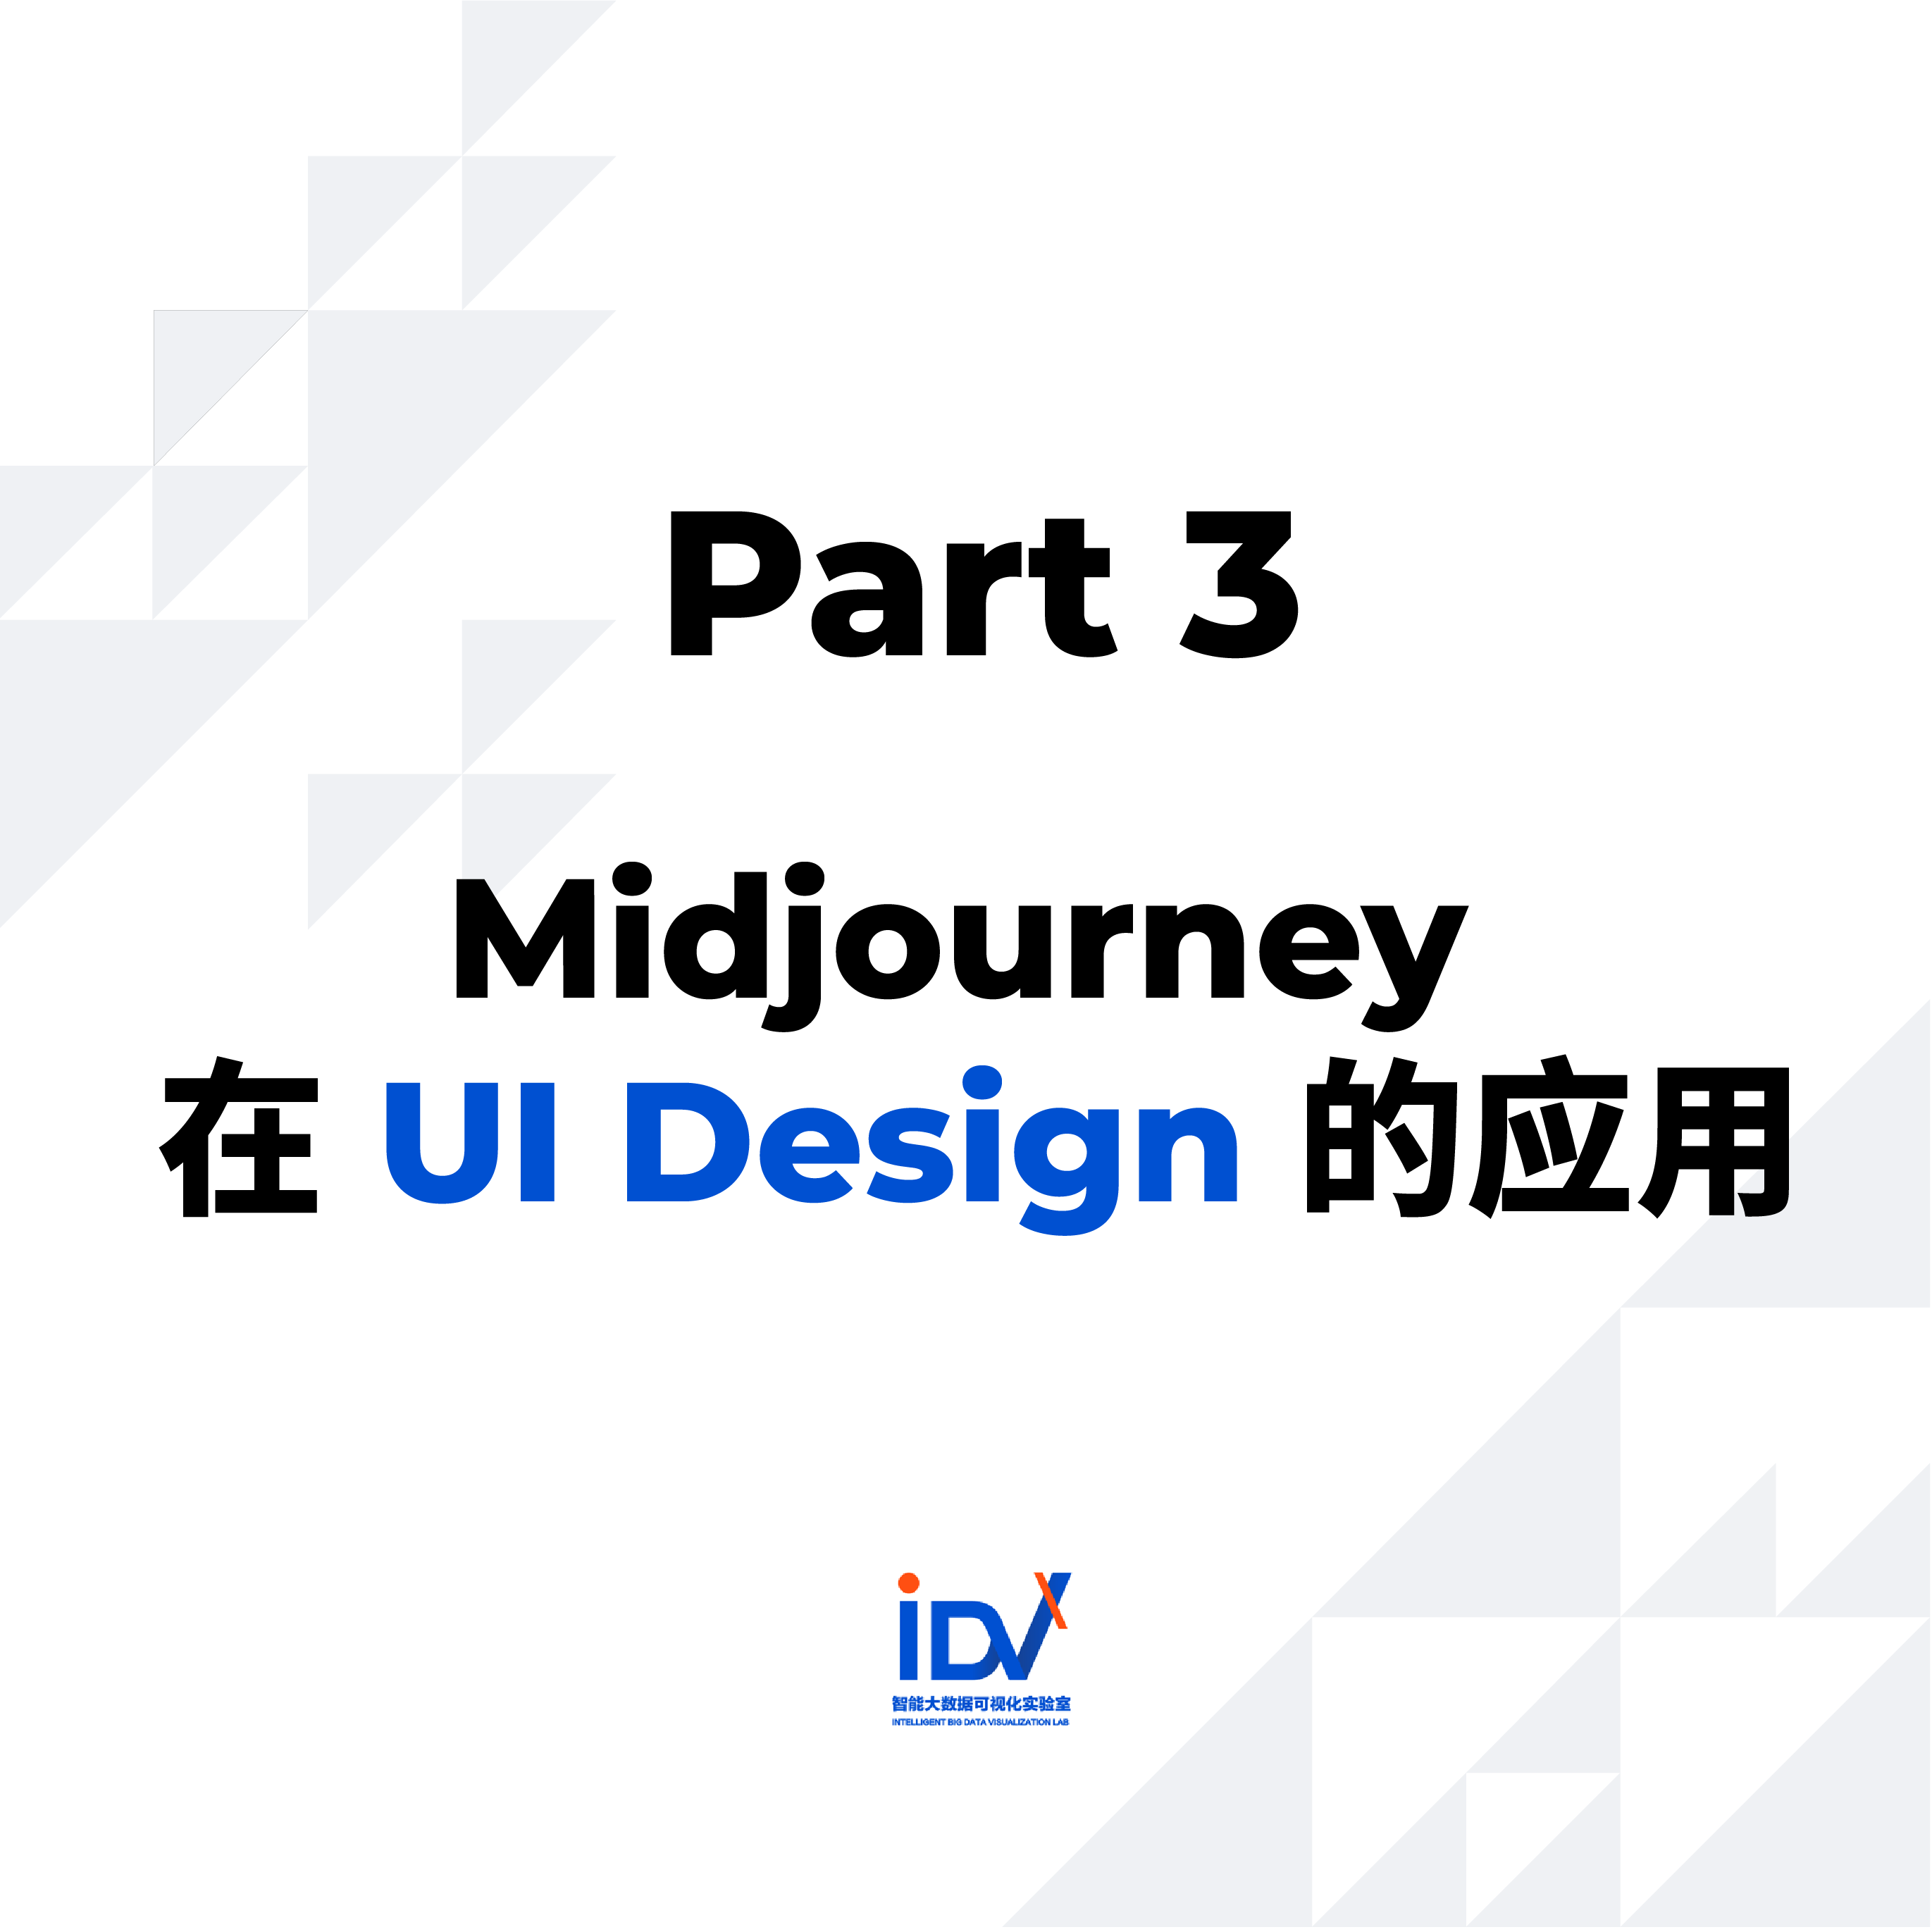 Part 3
Midjourney
在 UI Design 的应用
iDVX
智能大数据可视化实验室
INTELLIGENT BIG DATA VISUALIZATION LAB